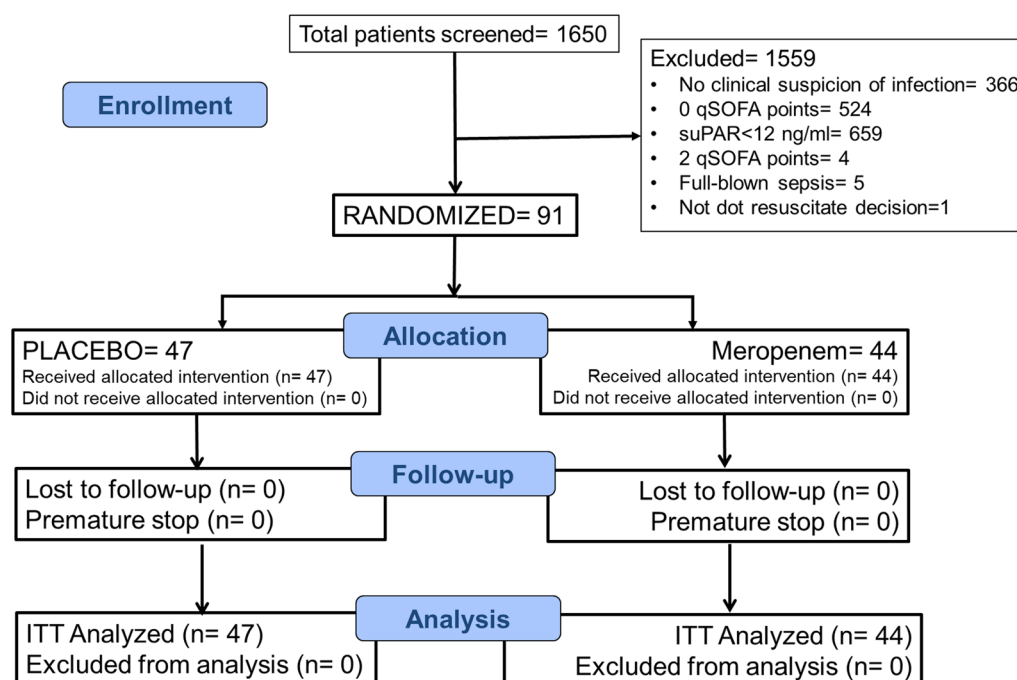 Total patients screened= 1650
Excluded= 1559
• No clinical suspicion of infection= 366
• 0 qSOFA points= 524
• suPAR<12 ng/ml= 659
• 2 qSOFA points= 4
• Full-blown sepsis= 5
• Not dot resuscitate decision=1
Enrollment
RANDOMIZED= 91
Allocation
PLACEBO= 47
Received allocated intervention (n= 47)
Did not receive allocated intervention (n= 0)
Meropenem= 44
Received allocated intervention (n= 44)
Did not receive allocated intervention (n= 0)
Follow-up
Lost to follow-up (n= 0)
Premature stop (n= 0)
Lost to follow-up (n= 0)
Premature stop (n= 0)
Analysis
ITT Analyzed (n= 47)
Excluded from analysis (n= 0)
ITT Analyzed (n= 44)
Excluded from analysis (n= 0)